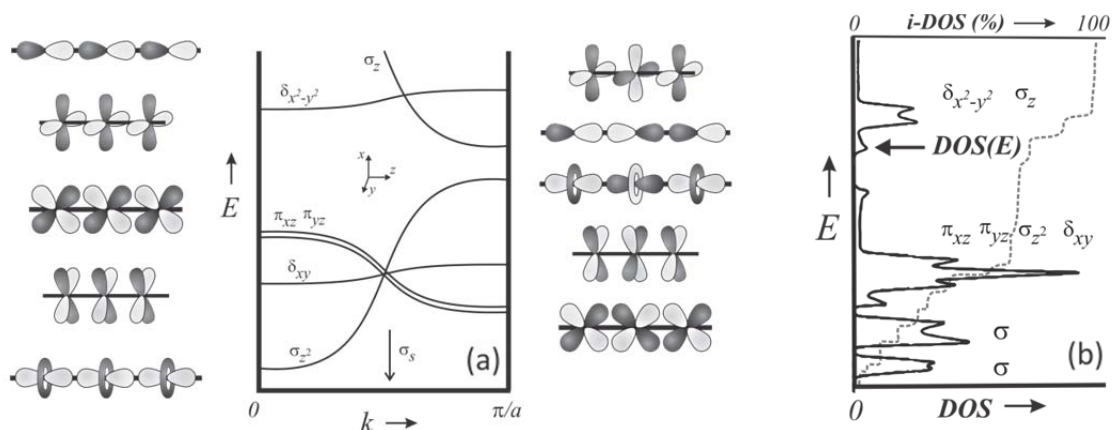 σz
δx²-y²
x
z
y
E
πxz πyz
δxy
σz²
σs
(a)
0
k
π/a
0 i-DOS (%) 100
δx²-y² σz
DOS(E)
E
πxz πyz σz² δxy
σ
(b)
σ
0
DOS